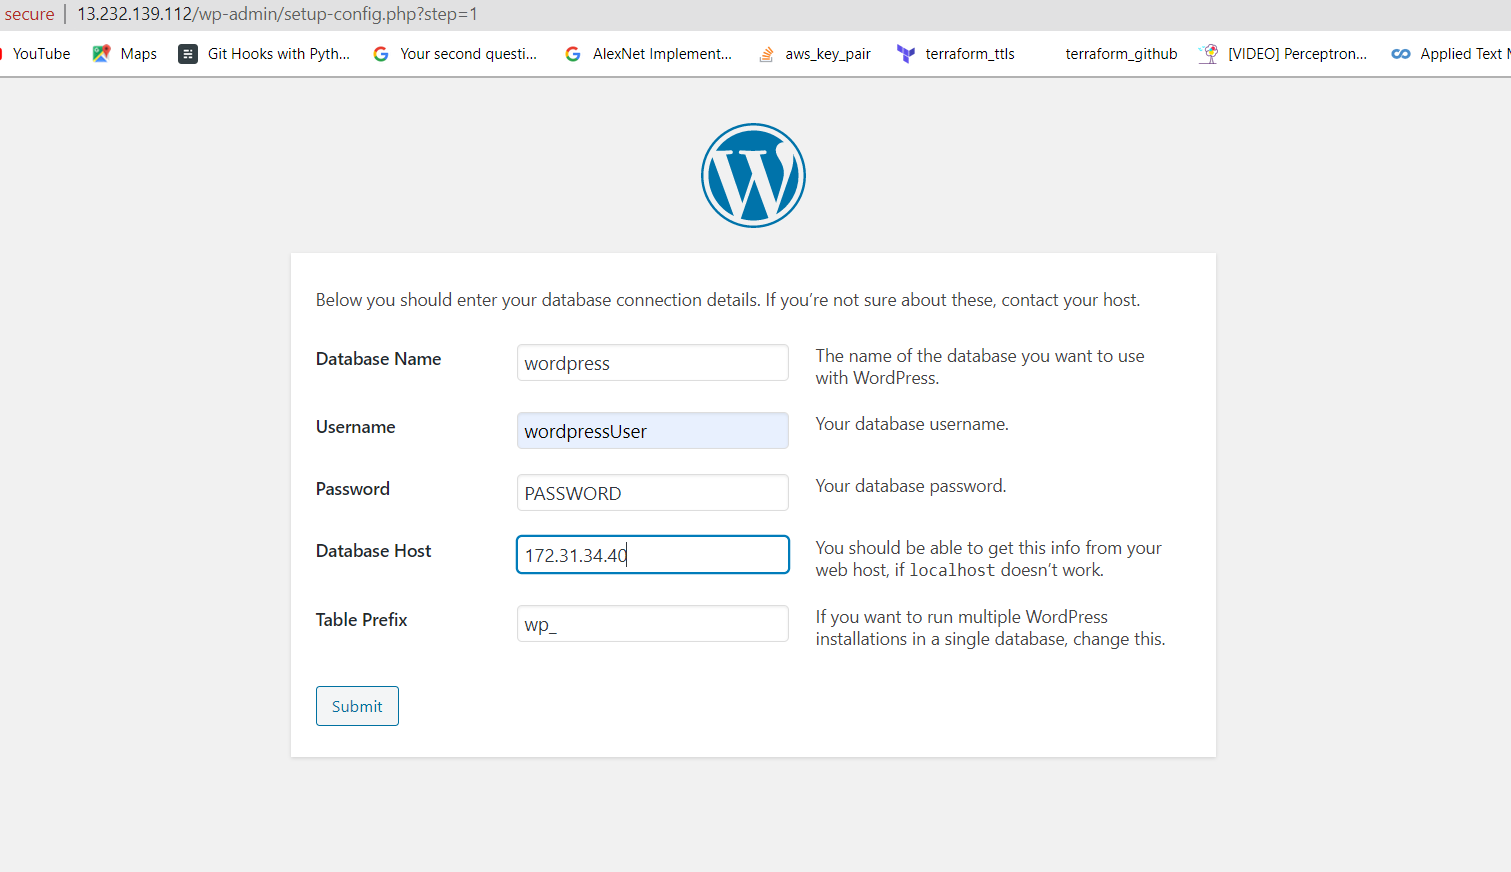 secure | 13.232.139.112/wp-admin/setup-config.php?step=1
YouTube Maps Git Hooks with Pyth... Your second questi... AlexNet Implement... aws_key_pair terraform_ttls terraform_github [VIDEO] Perceptron... Applied Text
Below you should enter your database connection details. If you’re not sure about these, contact your host.
Database Name wordpress The name of the database you want to use
with WordPress.
Username wordpressUser Your database username.
Password PASSWORD Your database password.
Database Host 172.31.34.40 You should be able to get this info from your
web host, if localhost doesn’t work.
Table Prefix wp_ If you want to run multiple WordPress
installations in a single database, change this.
Submit